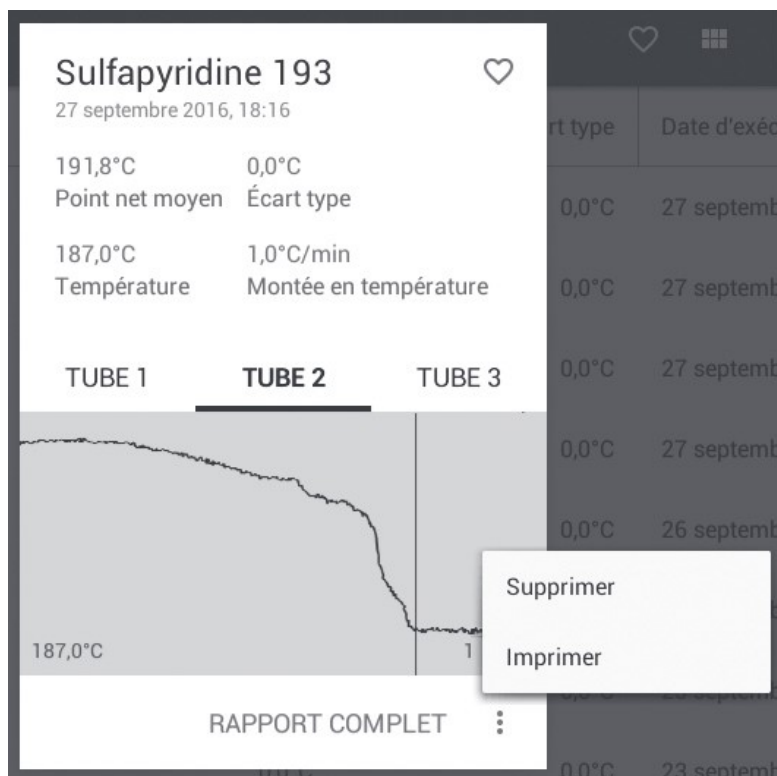 Sulfapyridine 193
27 septembre 2016, 18:16
191,8°C 0,0°C
Point net moyen Écart type
187,0°C 1,0°C/min
Température Montée en température
TUBE 1 TUBE 2 TUBE 3
187,0°C 1
RAPPORT COMPLET
Supprimer
Imprimer
rt type Date d'exéc
0,0°C 27 septemb
0,0°C 27 septemb
0,0°C 27 septemb
0,0°C 27 septemb
0,0°C 26 septemb
0,0°C 23 septemb